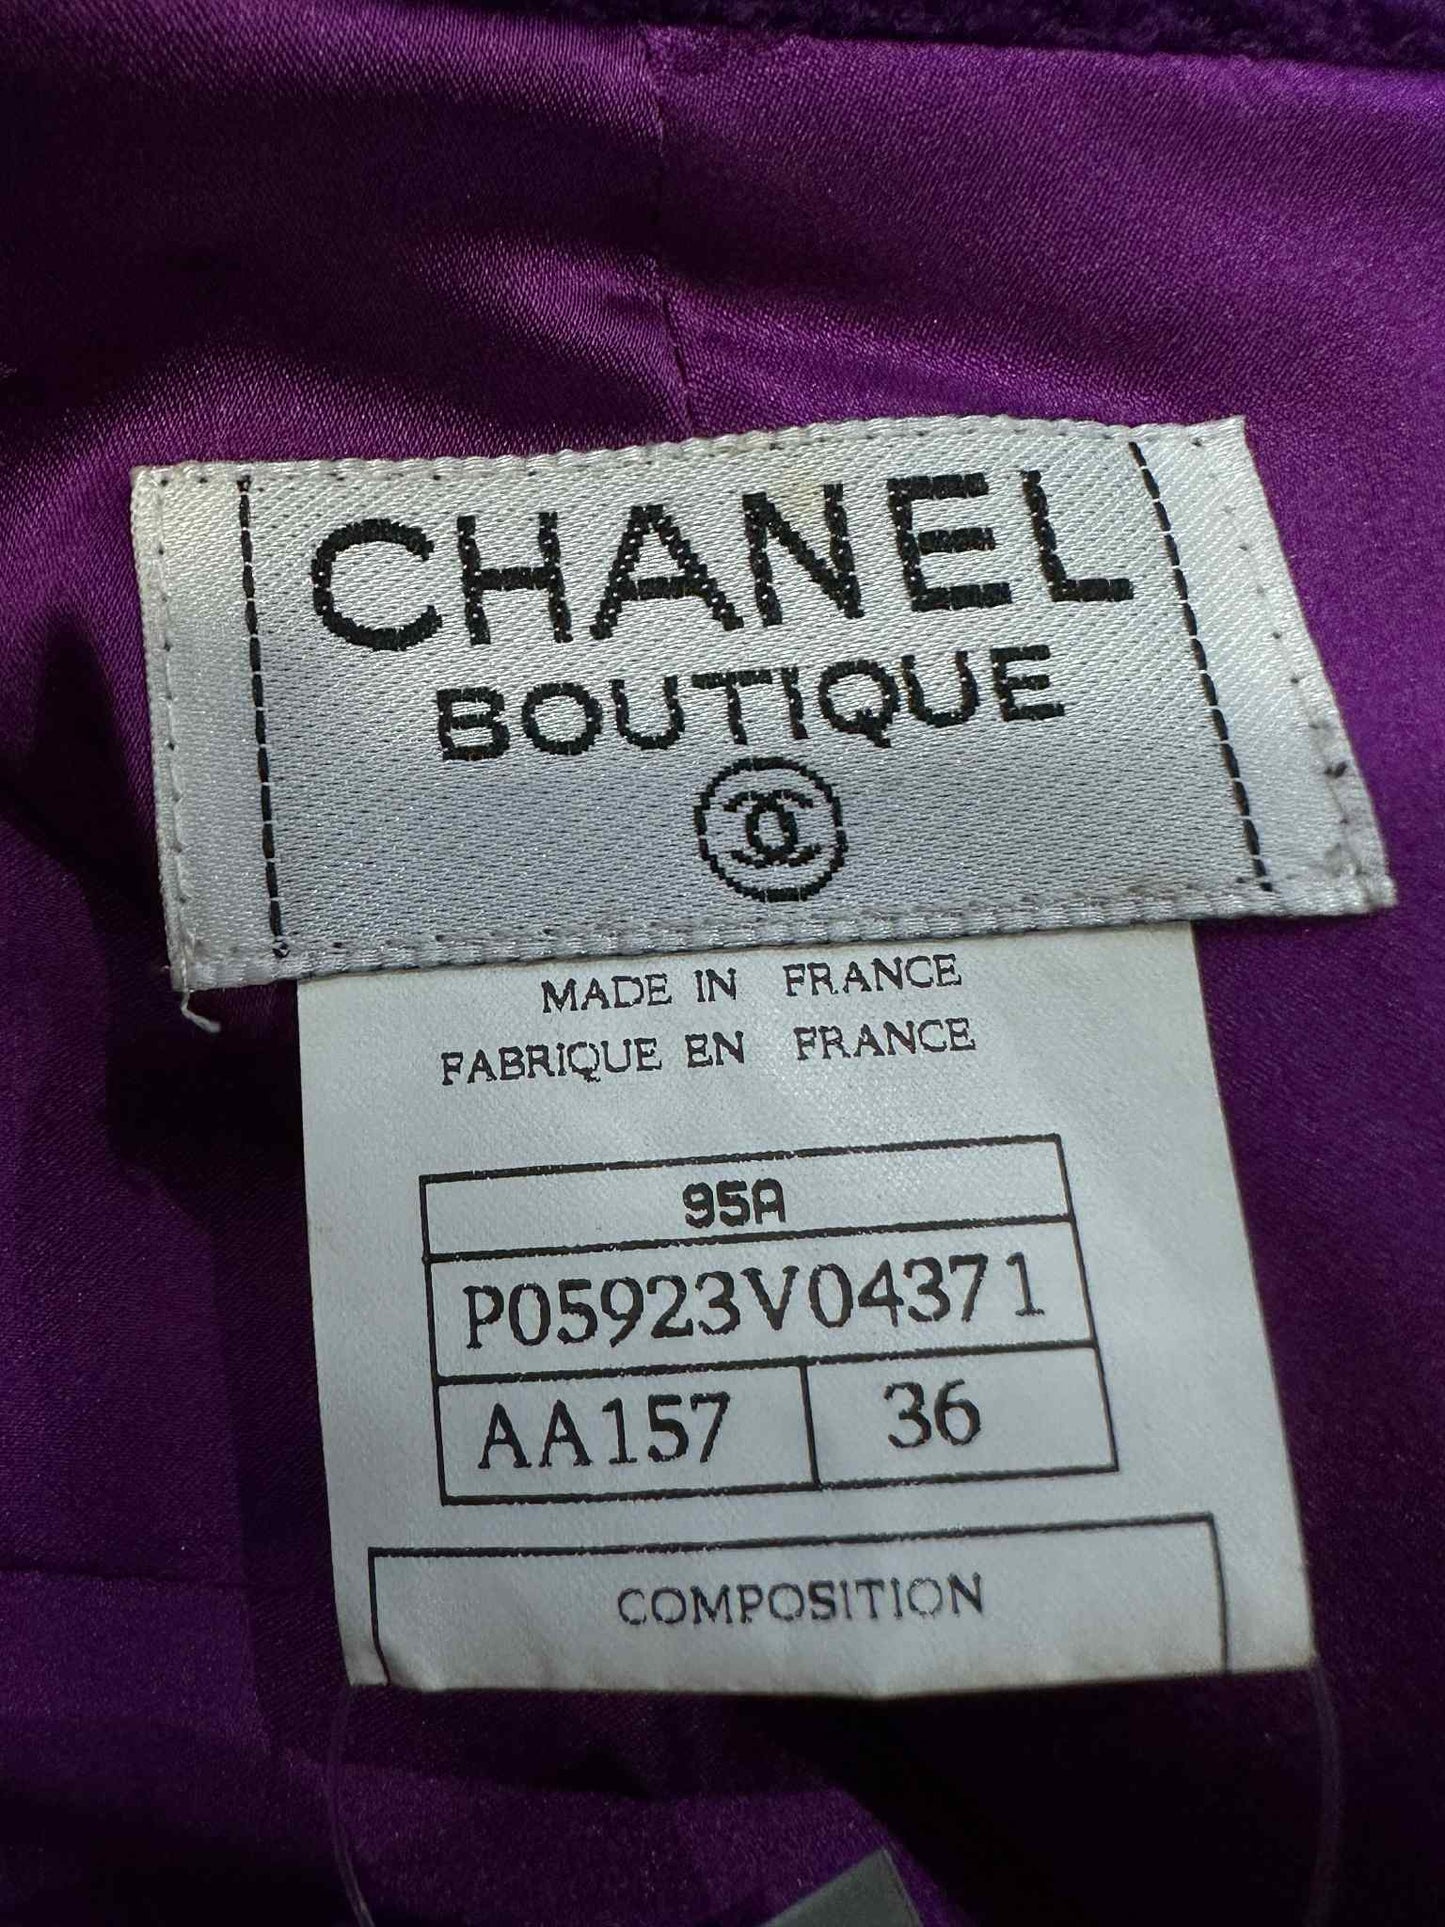 CHANEL
BOUTIQUE
MADE IN FRANCE
FABRIQUE EN FRANCE
95A
P05923V04371
AA157 36
COMPOSITION